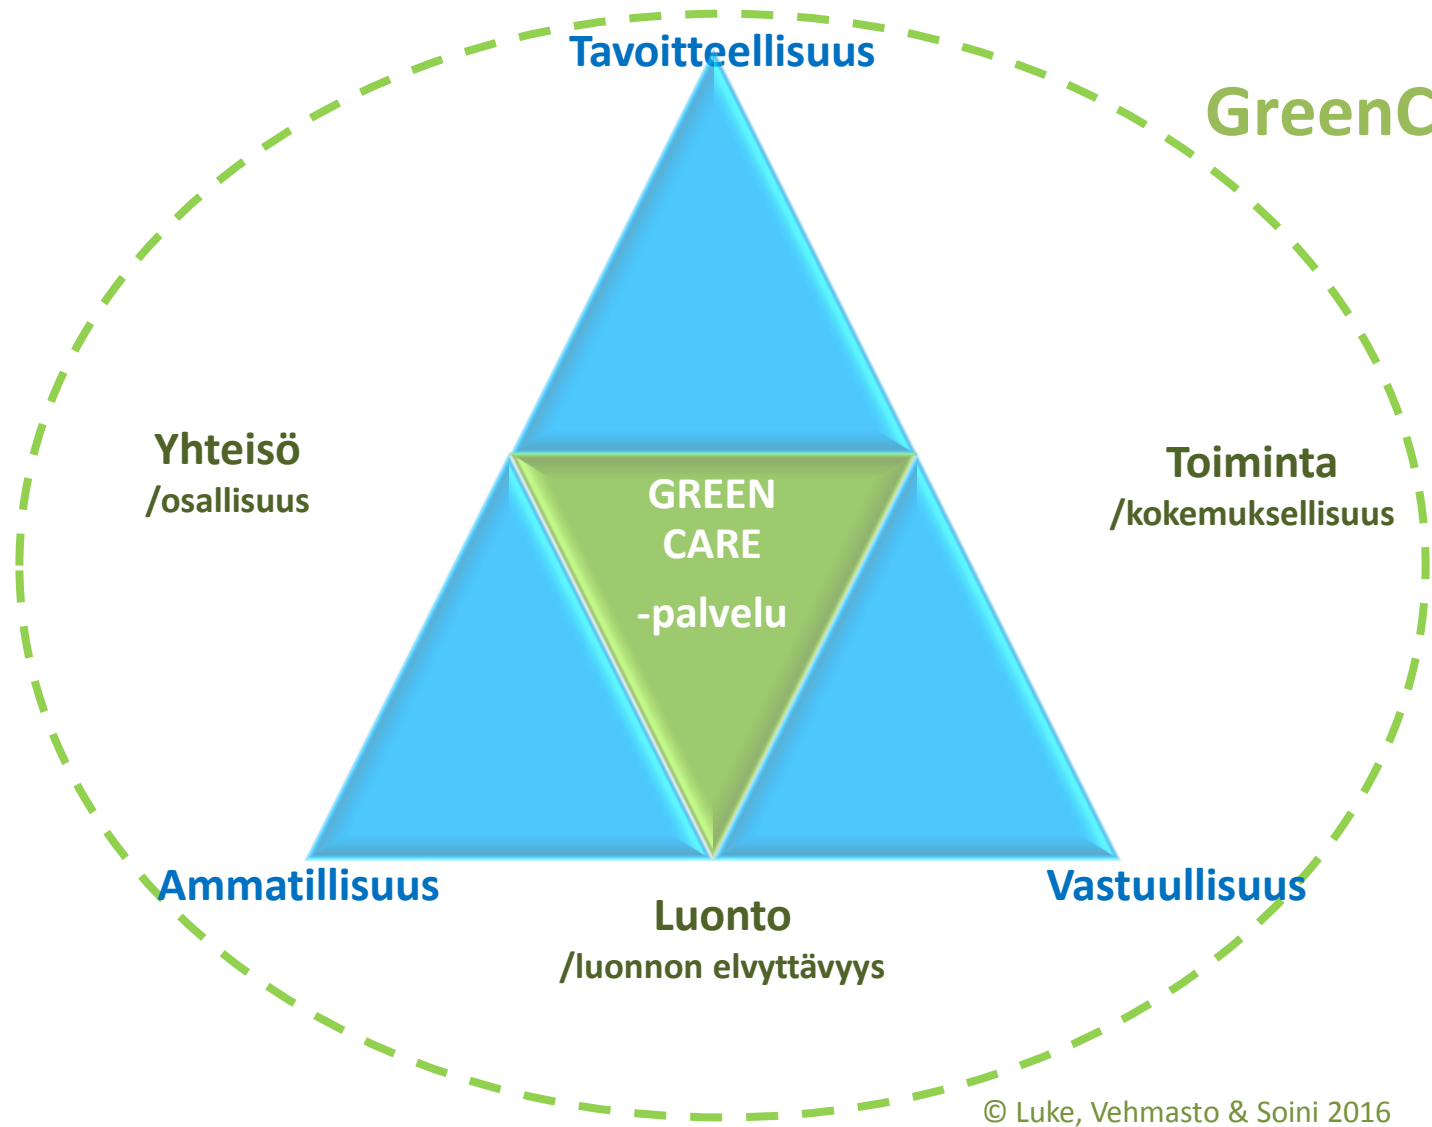 Tavoitteellisuus
GreenC
Yhteisö
/osallisuus
Toiminta
/kokemuksellisuus
GREEN
CARE
-palvelu
Ammatillisuus
Vastuullisuus
Luonto
/luonnon elvyttävyys
© Luke, Vehmasto & Soini 2016